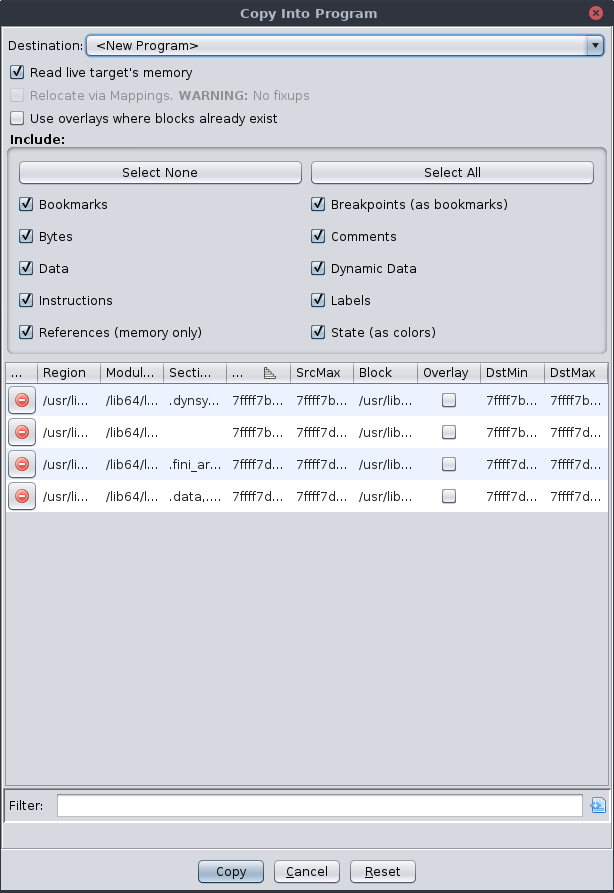 Copy Into Program
Destination: <New Program>
Read live target's memory
Relocate via Mappings. WARNING: No fixups
Use overlays where blocks already exist
Include:
Select None Select All
Bookmarks Breakpoints (as bookmarks)
Bytes Comments
Data Dynamic Data
Instructions Labels
References (memory only) State (as colors)
... Region Modul... Secti... ... SrcMax Block Overlay DstMin DstMax
/usr/li... /lib64/l... .dynsy... 7ffff7b... 7ffff7b... /usr/lib... 7ffff7b... 7ffff7b...
/usr/li... /lib64/l... 7ffff7b... 7ffff7d... /usr/lib... 7ffff7b... 7ffff7d...
/usr/li... /lib64/l... .fini_ar... 7ffff7d... 7ffff7d... /usr/lib... 7ffff7d... 7ffff7d...
/usr/li... /lib64/l... .data,.... 7ffff7d... 7ffff7d... /usr/lib... 7ffff7d... 7ffff7d...
Filter:
Copy Cancel Reset